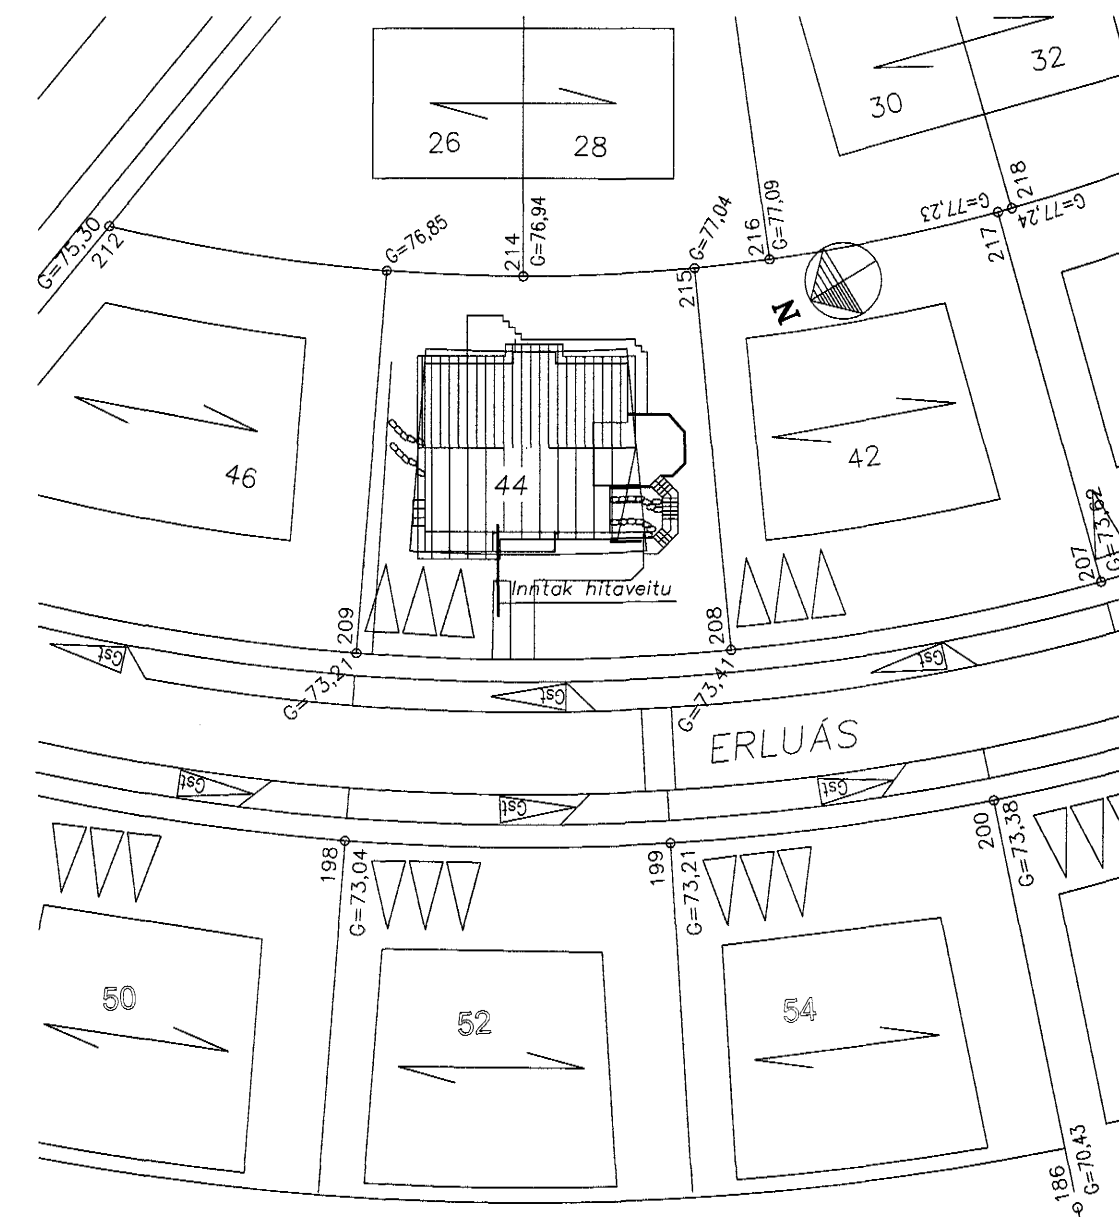 32
30
26
28
218
G=77,24
G=77,23
217
G=77,09
216
G=77,04
215
G=76,94
214
G=76,85
G=75,30
212
N
46
44
42
G=73,62
207
Inntak hitaveitu
209
G=73,21
208
G=73,41
Gst
Gst
Gst
ERLUÁS
Gst
Gst
Gst
198
G=73,04
199
G=73,21
200
G=73,38
50
52
54
186
G=70,43